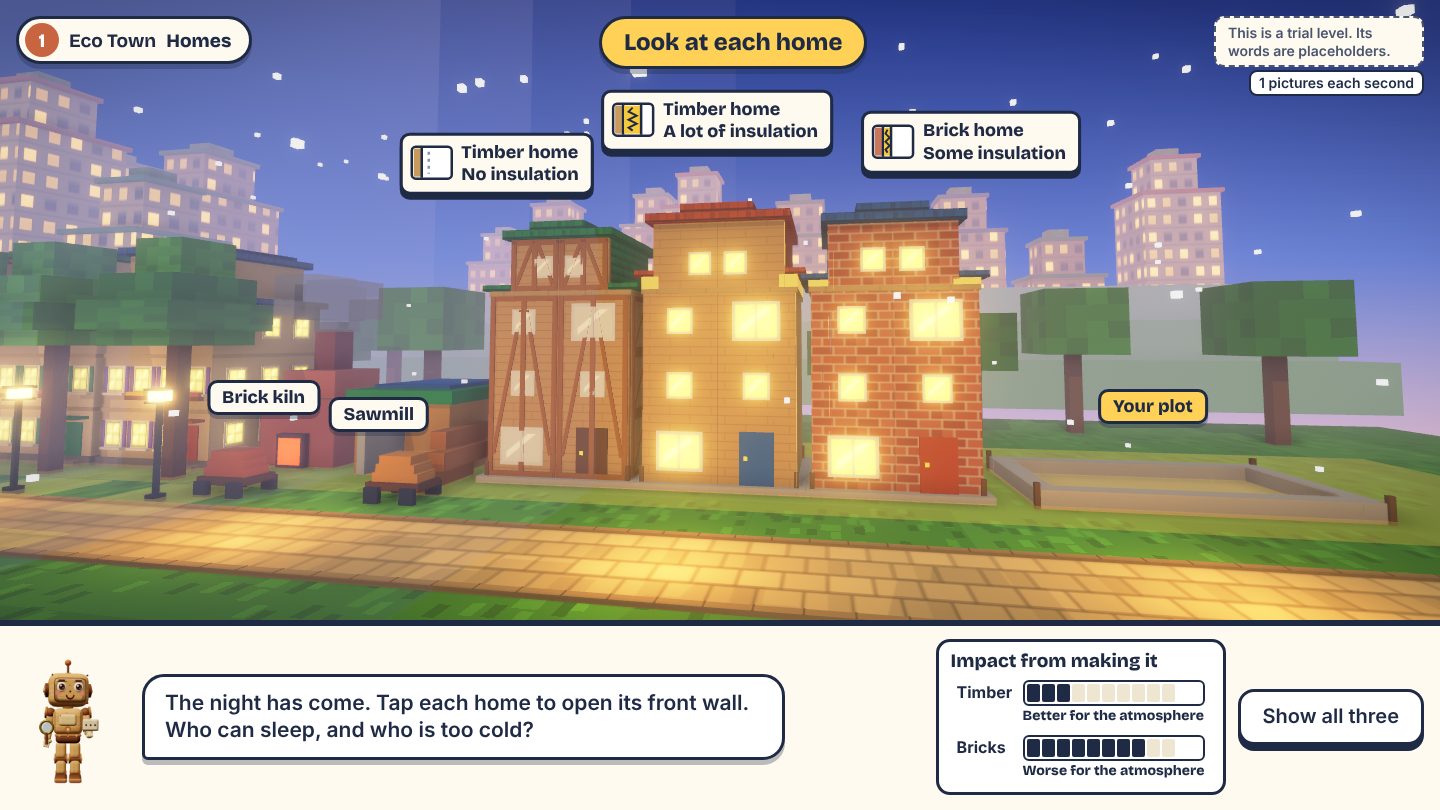 1 Eco Town Homes
Look at each home
This is a trial level. Its
words are placeholders.
1 pictures each second
Timber home
No insulation
Timber home
A lot of insulation
Brick home
Some insulation
Brick kiln
Sawmill
Your plot
The night has come. Tap each home to open its front wall.
Who can sleep, and who is too cold?
Impact from making it
Timber
Better for the atmosphere
Bricks
Worse for the atmosphere
Show all three